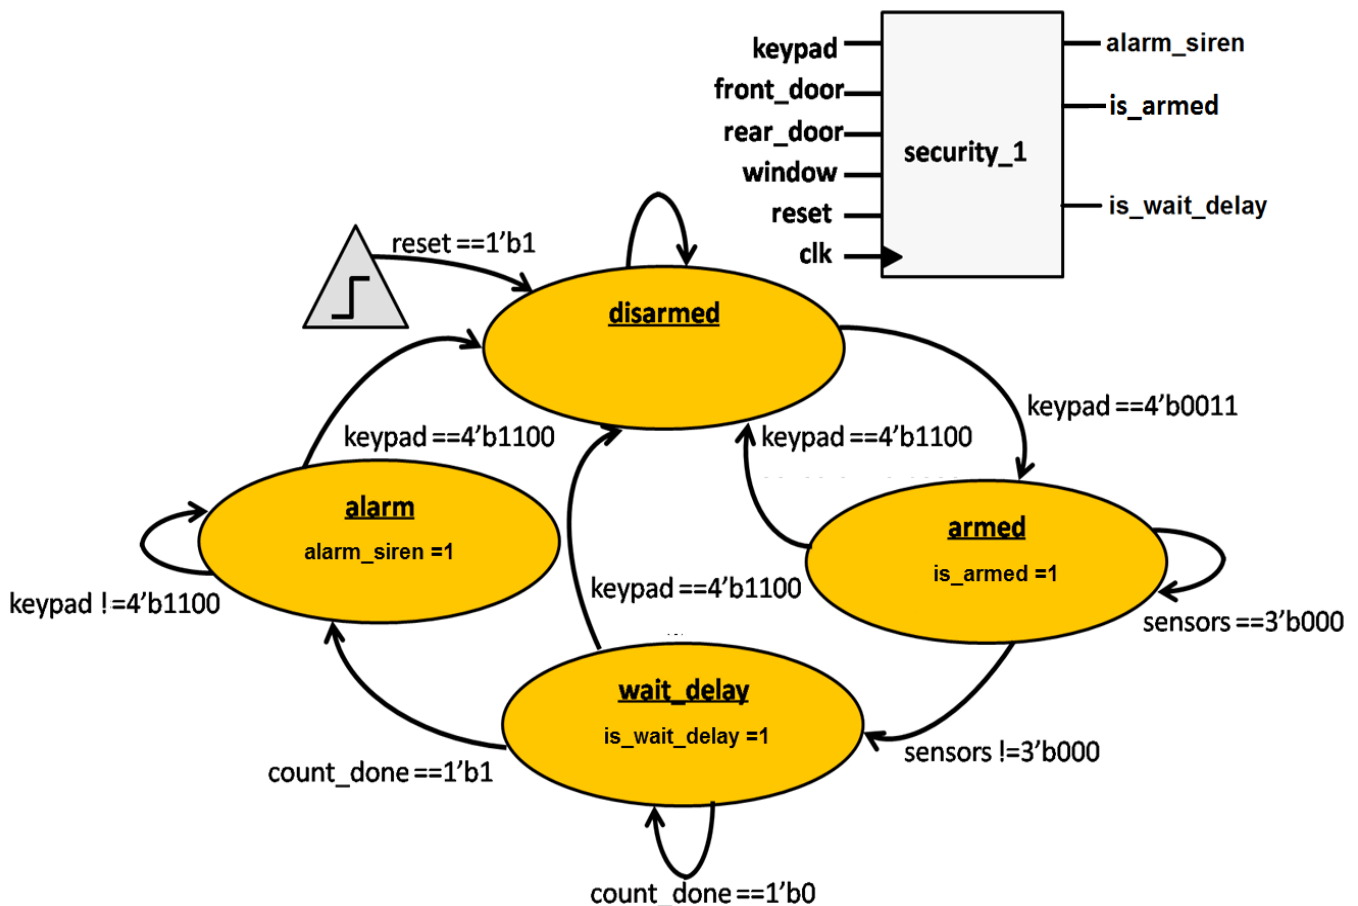 keypad
front_door
rear_door
window
reset
clk
security_1
alarm_siren
is_armed
is_wait_delay
reset ==1’b1
disarmed
keypad ==4’b0011
keypad ==4’b1100
keypad ==4’b1100
alarm
alarm_siren =1
armed
is_armed =1
keypad !=4’b1100
keypad ==4’b1100
sensors ==3’b000
wait_delay
is_wait_delay =1
sensors !=3’b000
count_done ==1’b1
count_done ==1’b0